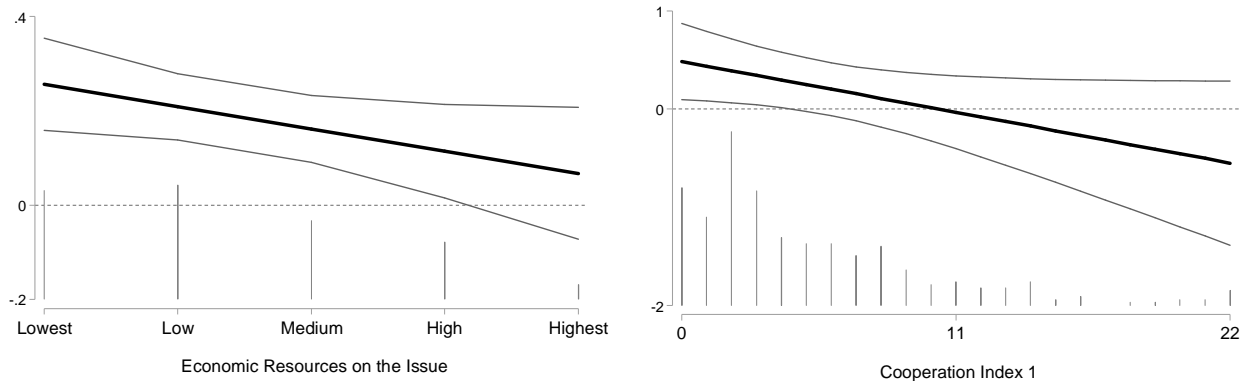 .4
0
-.2
Lowest Low Medium High Highest
Economic Resources on the Issue
1
0
-2
0 11 22
Cooperation Index 1